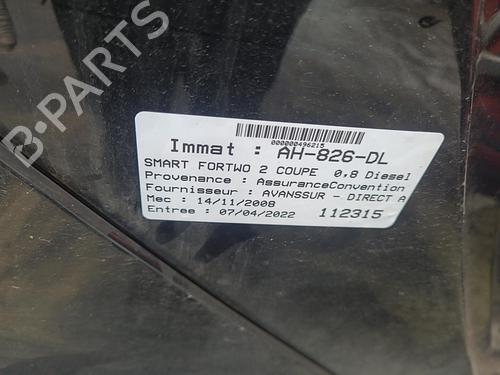 000000496215
Immat : AH-826-DL
SMART FORTWO 2 COUPE 0,8 Diesel
Provenance : AssuranceConvention
Fournisseur : AVANSSUR - DIRECT A
Mec : 14/11/2008
Entree : 07/04/2022 112315
B-PARTS